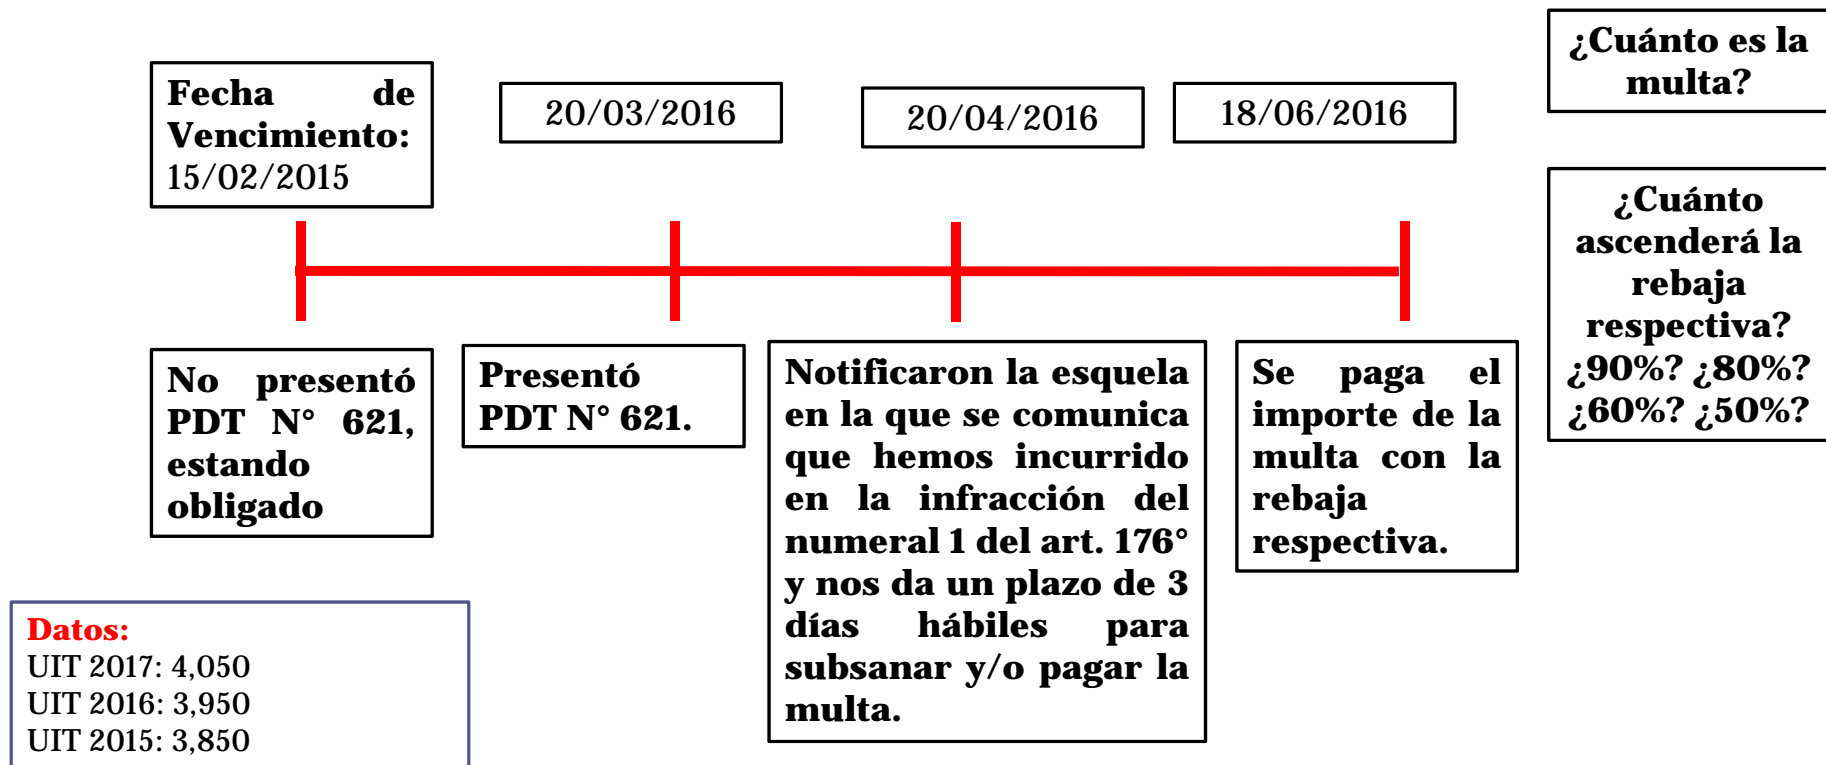 Fecha de
Vencimiento:
15/02/2015
20/03/2016
20/04/2016
18/06/2016
¿Cuánto es la
multa?
¿Cuánto
ascenderá la
rebaja
respectiva?
¿90%? ¿80%?
¿60%? ¿50%?
No presentó
PDT N° 621,
estando
obligado
Presentó
PDT N° 621.
Notificaron la esquela
en la que se comunica
que hemos incurrido
en la infracción del
numeral 1 del art. 176°
y nos da un plazo de 3
días hábiles para
subsanar y/o pagar la
multa.
Se paga el
importe de la
multa con la
rebaja
respectiva.
Datos:
UIT 2017: 4,050
UIT 2016: 3,950
UIT 2015: 3,850